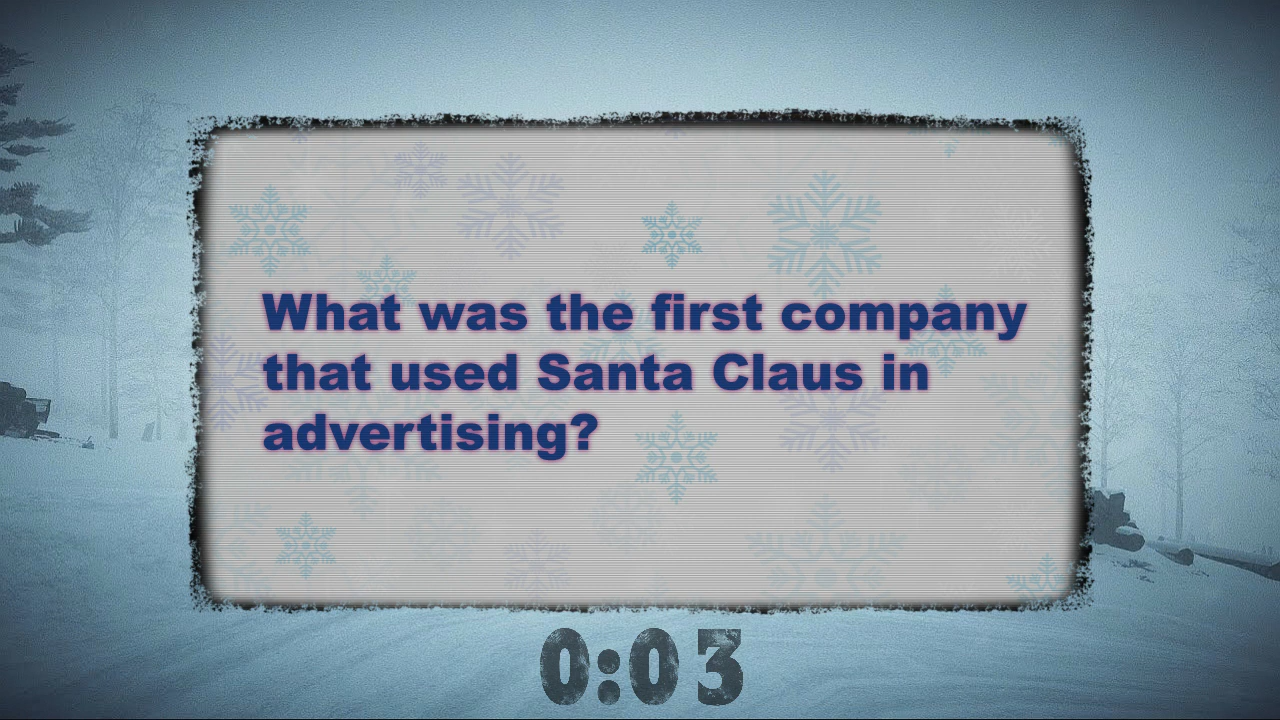 What was the first company
that used Santa Claus in
advertising?
0:03